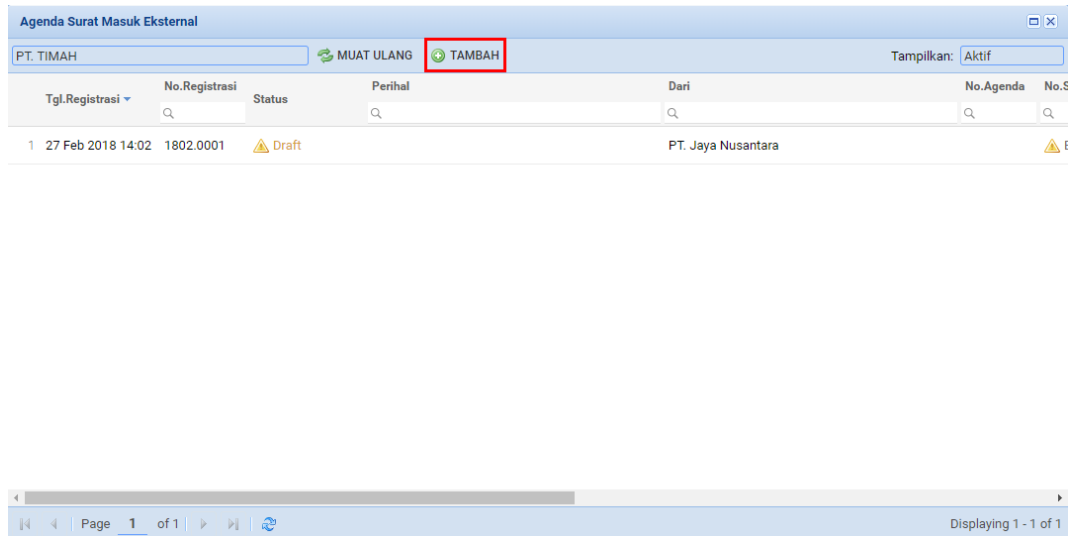 Agenda Surat Masuk Eksternal
PT. TIMAH MUAT ULANG TAMBAH Tampilkan: Aktif
Tgl.Registrasi No.Registrasi Status Perihal Dari No.Agenda
1 27 Feb 2018 14:02 1802.0001 Draft PT. Jaya Nusantara
Page 1 of 1 Displaying 1 - 1 of 1